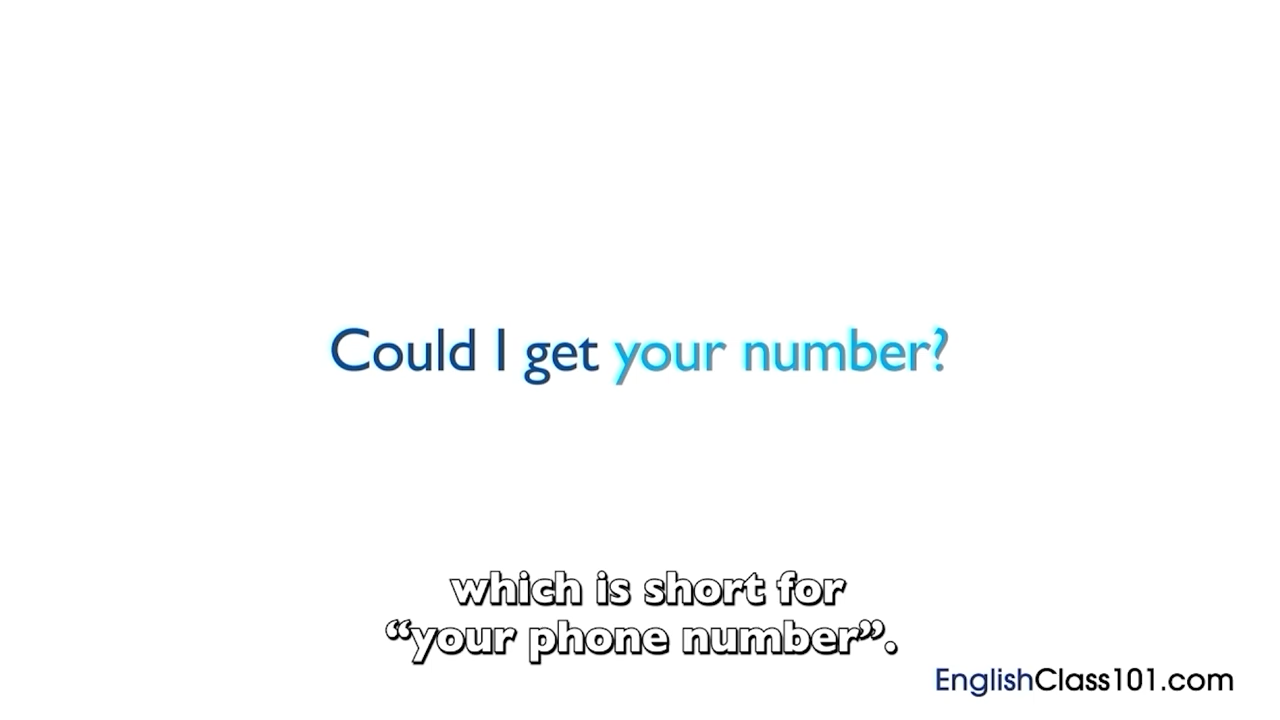 Could I get your number?
which is short for
“your phone number”.
EnglishClass101.com